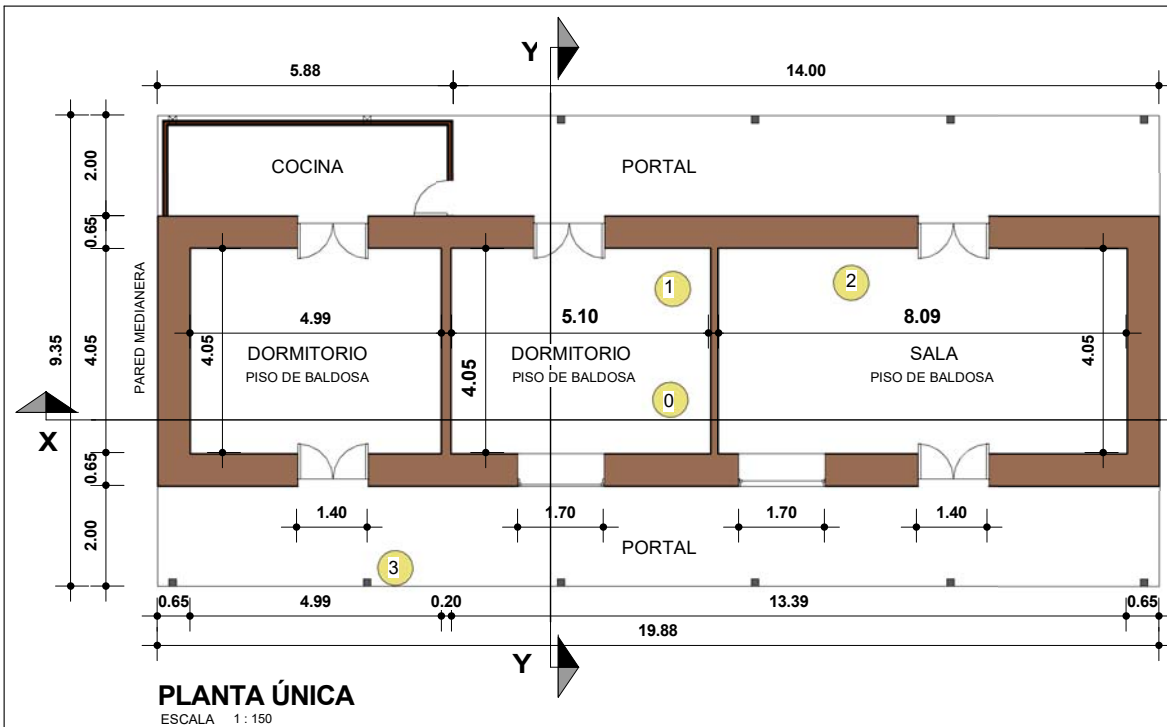 Y
5.88
14.00
2.00
COCINA
PORTAL
0.65
PARED MEDIANERA
9.35
4.05
1
2
4.99
5.10
8.09
4.05
DORMITORIO
PISO DE BALDOSA
4.05
DORMITORIO
PISO DE BALDOSA
SALA
PISO DE BALDOSA
4.05
0
X
0.65
1.40
1.70
1.70
1.40
2.00
PORTAL
3
0.65
4.99
0.20
13.39
0.65
19.88
Y
PLANTA ÚNICA
ESCALA 1 : 150